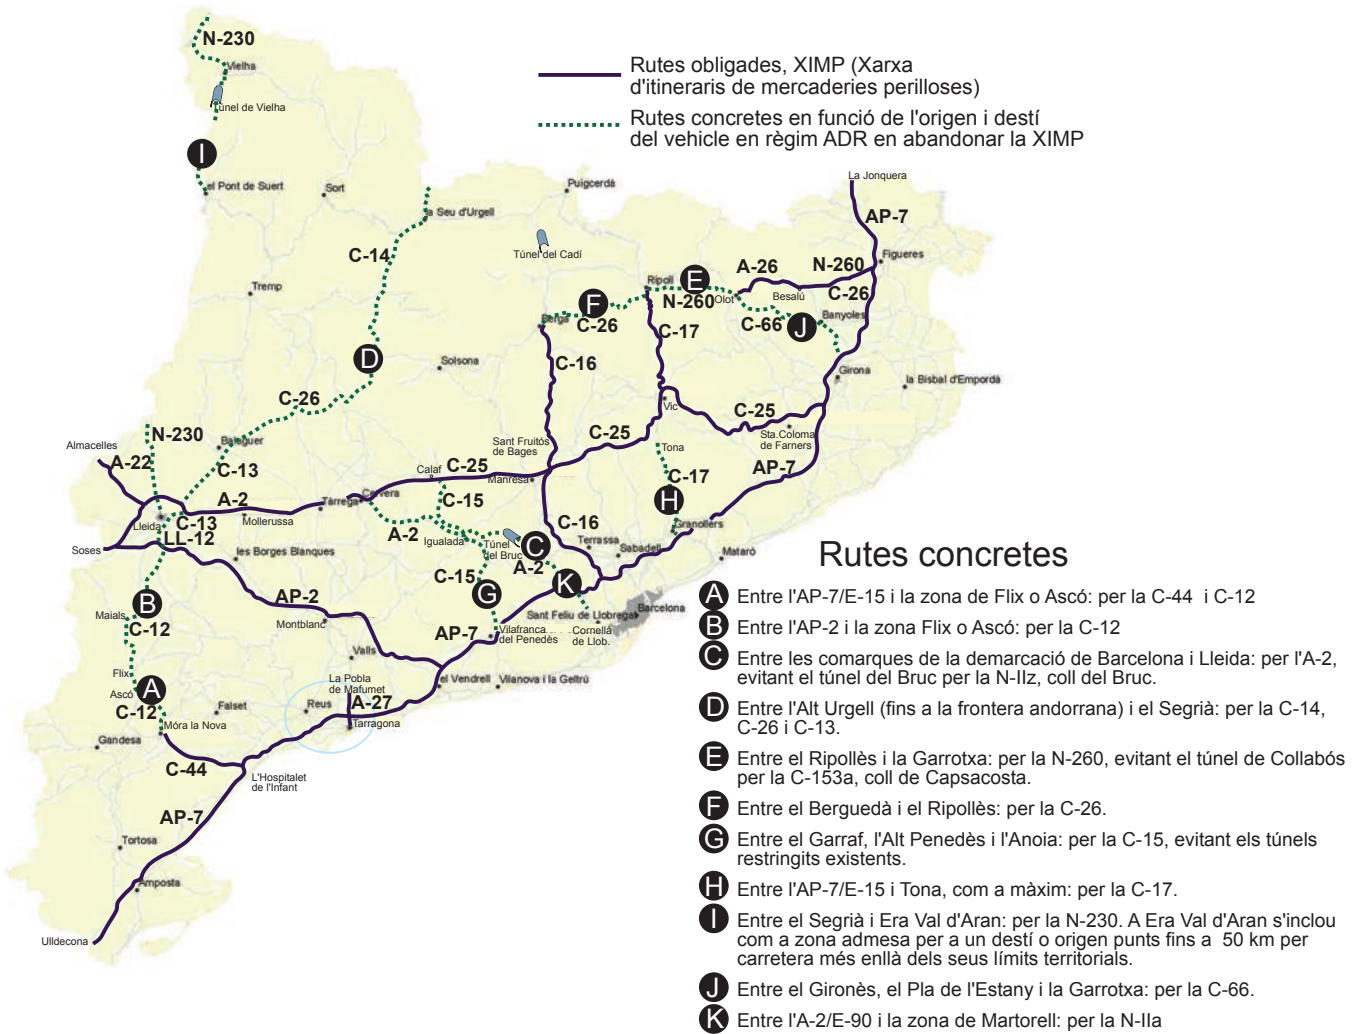 N-230
Vielha
Túnel de Vielha
I
el Pont de Suert
Sort
Rutes obligades, XIMP (Xarxa
d'itineraris de mercaderies perilloses)
Rutes concretes en funció de l'origen i destí
del vehicle en règim ADR en abandonar la XIMP
Puigcerdà
La Jonquera
la Seu d'Urgell
AP-7
C-14
Túnel del Cadí
Figueres
Tremp
Ripoll
E
A-26
N-260
Besalú
C-26
Olot
N-260
F
Berga
C-26
C-66
J
Banyoles
C-17
D
Solsona
C-16
Girona
la Bisbal d'Empordà
C-26
Vic
C-25
N-230
Balaguer
Almacelles
A-22
C-13
Sant Fruitós
de Bages
C-25
Tona
Sta.Coloma
de Farners
Calaf
C-25
Manresa
C-17
AP-7
A-2
Tàrrega
Cervera
C-15
H
Lleida
C-13
Mollerussa
LL-12
A-2
Igualada
Túnel
del Bruc
C
C-16
Terrassa
Granollers
Sabadell
Mataró
Soses
les Borges Blanques
A-2
C-15
G
K
B
Maials
C-12
AP-2
Montblanc
Sant Feliu de Llobregat
Barcelona
Cornellà
de Llob.
AP-7
Vilafranca
del Penedès
Valls
Flix
Ascó
A
C-12
La Pobla
de Mafumet
A-27
el Vendrell
Vilanova i la Geltrú
Falset
Reus
Tarragona
Móra la Nova
Gandesa
C-44
L'Hospitalet
de l'Infant
AP-7
Tortosa
Amposta
Ulldecona
Rutes concretes
A Entre l'AP-7/E-15 i la zona de Flix o Ascó: per la C-44 i C-12
B Entre l'AP-2 i la zona Flix o Ascó: per la C-12
C Entre les comarques de la demarcació de Barcelona i Lleida: per l'A-2,
evitant el túnel del Bruc per la N-IIz, coll del Bruc.
D Entre l'Alt Urgell (fins a la frontera andorrana) i el Segrià: per la C-14,
C-26 i C-13.
E Entre el Ripollès i la Garrotxa: per la N-260, evitant el túnel de Collabós
per la C-153a, coll de Capsacosta.
F Entre el Berguedà i el Ripollès: per la C-26.
G Entre el Garraf, l'Alt Penedès i l'Anoia: per la C-15, evitant els túnels
restringits existents.
H Entre l'AP-7/E-15 i Tona, com a màxim: per la C-17.
I Entre el Segrià i Era Val d'Aran: per la N-230. A Era Val d'Aran s'inclou
com a zona admesa per a un destí o origen punts fins a 50 km per
carretera més enllà dels seus límits territorials.
J Entre el Gironès, el Pla de l'Estany i la Garrotxa: per la C-66.
K Entre l'A-2/E-90 i la zona de Martorell: per la N-IIa